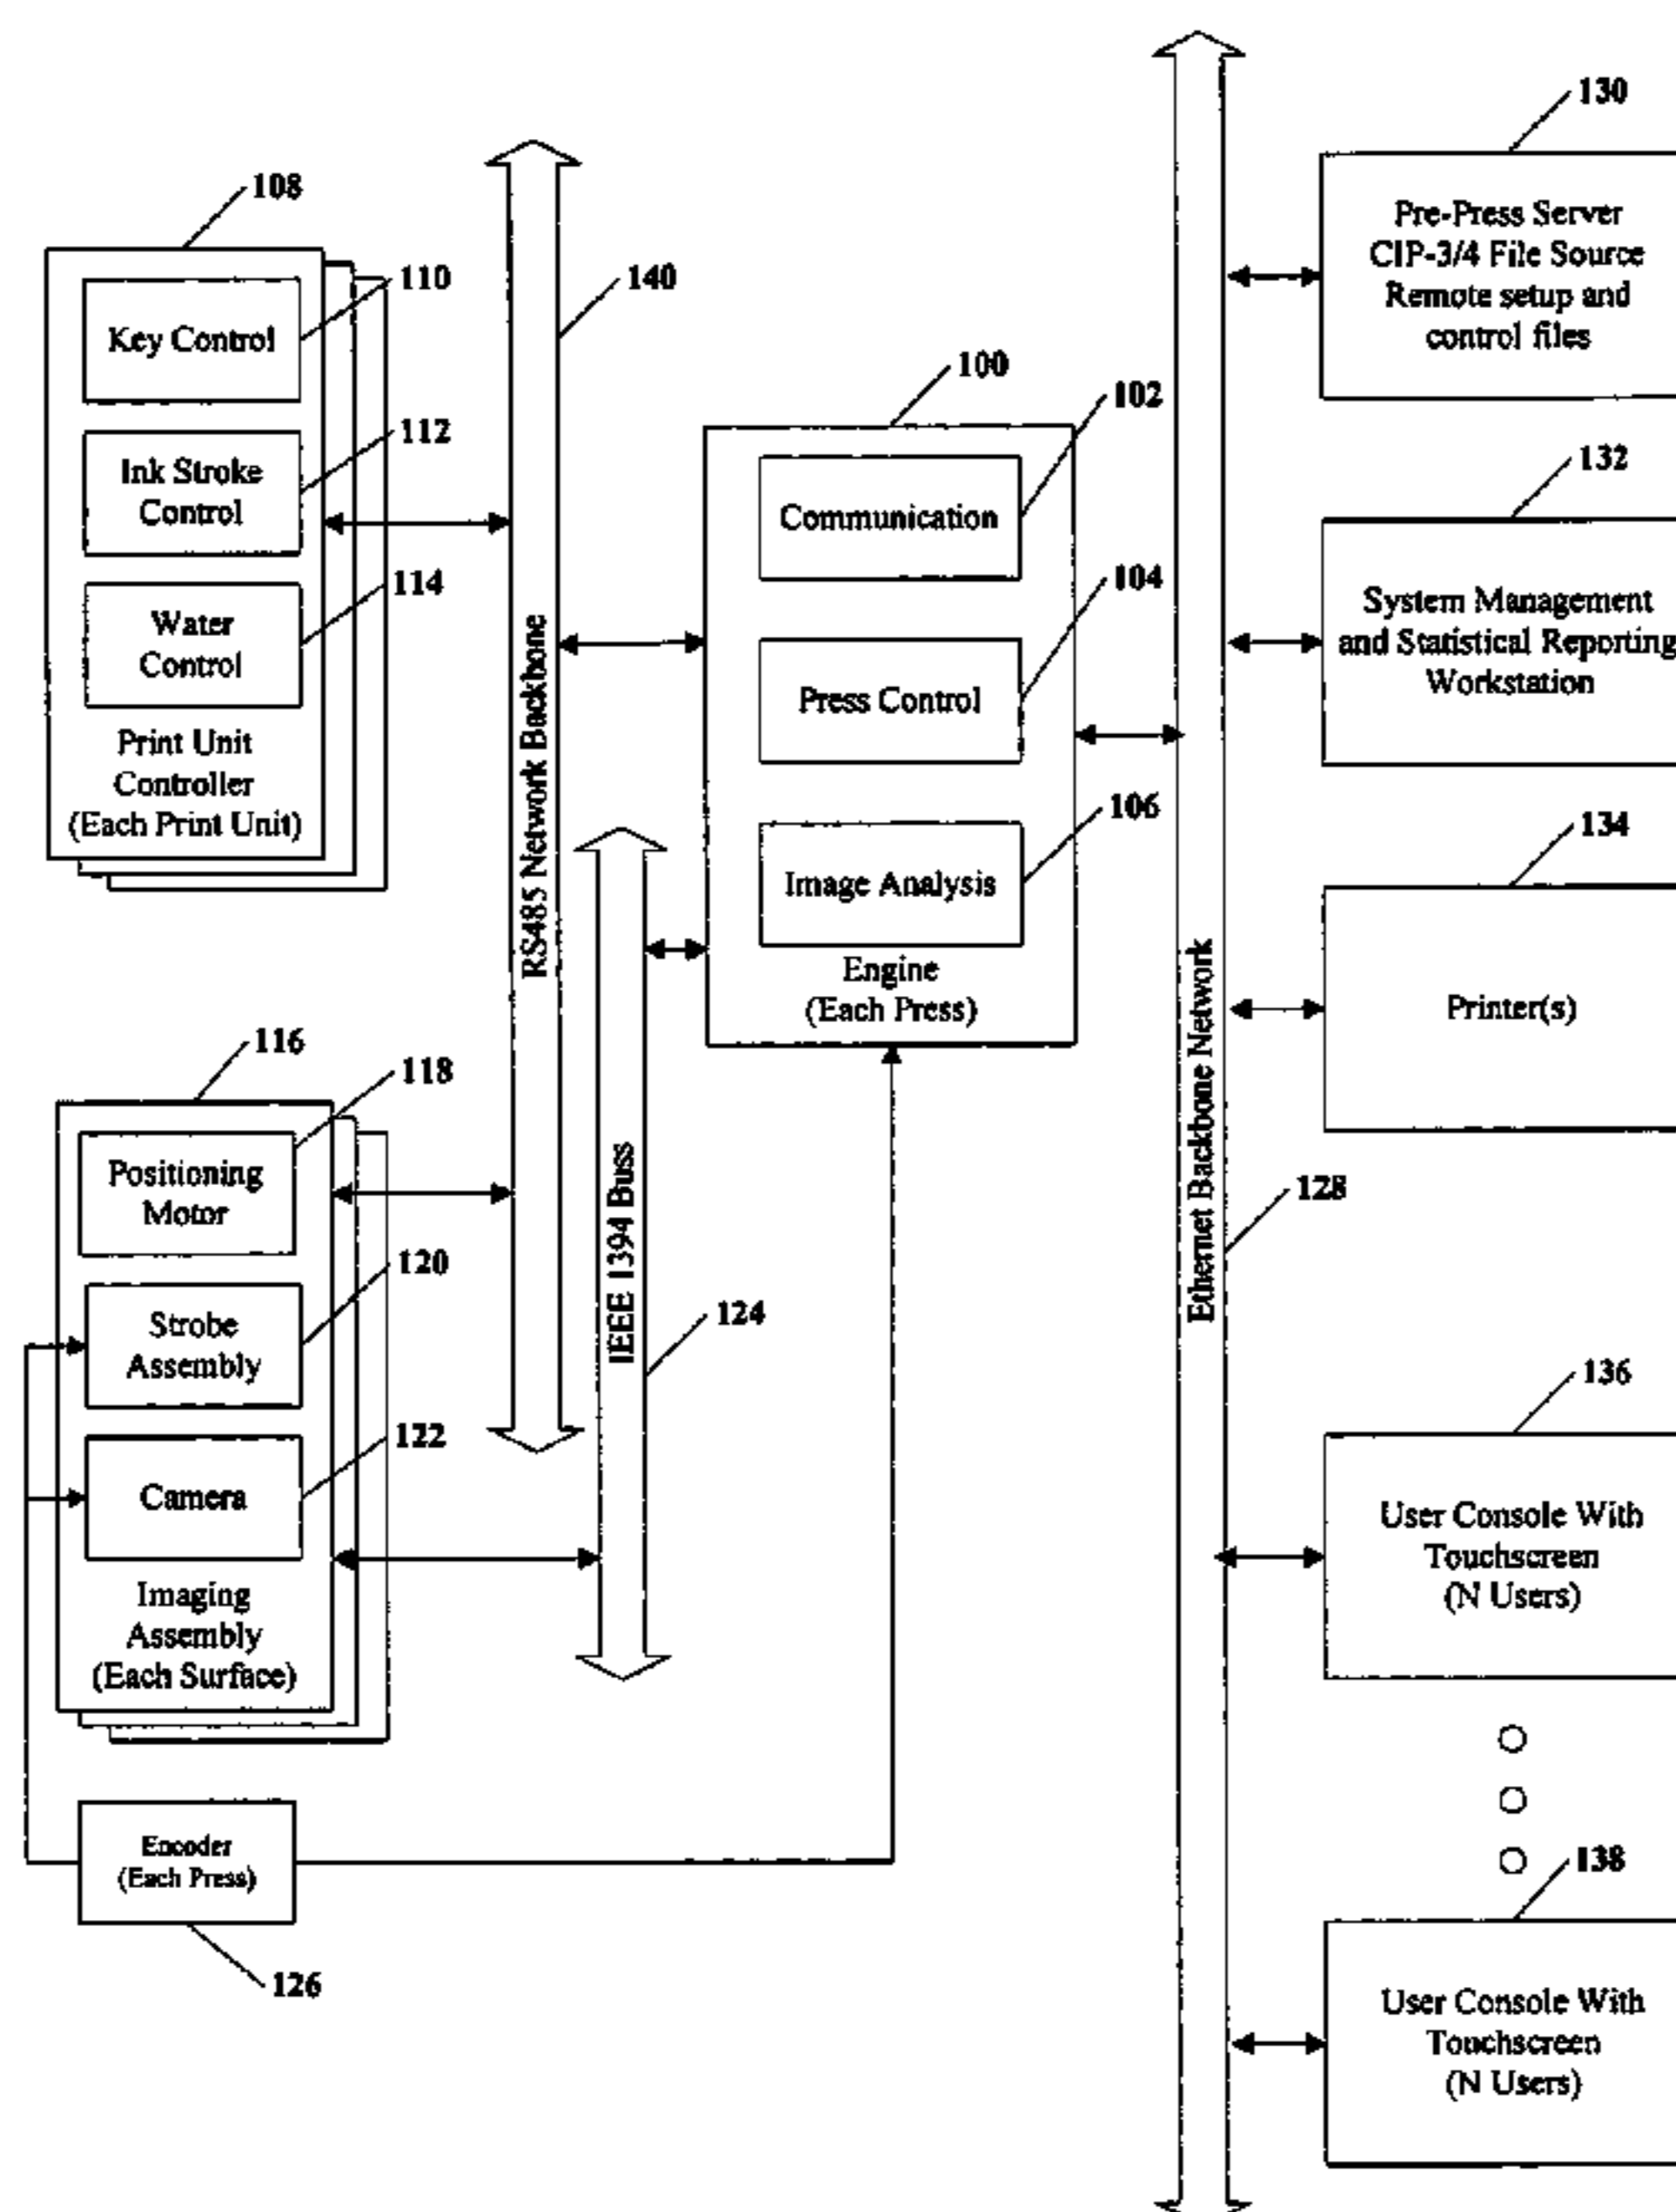 108
110
Key Control
112
Ink Stroke
Control
114
Water
Control
Print Unit
Controller
(Each Print Unit)
140
RS485 Network Backbone
116
118
Positioning
Motor
120
Strobe
Assembly
122
Camera
Imaging
Assembly
(Each Surface)
IEEE 1394 Buss
124
Encoder
(Each Press)
126
100
102
Communication
104
Press Control
106
Image Analysis
Engine
(Each Press)
Ethernet Backbone Network
128
130
Pre-Press Server
CIP-3/4 File Source
Remote setup and
control files
132
System Management
and Statistical Reporting
Workstation
134
Printer(s)
136
User Console With
Touchscreen
(N Users)
138
User Console With
Touchscreen
(N Users)